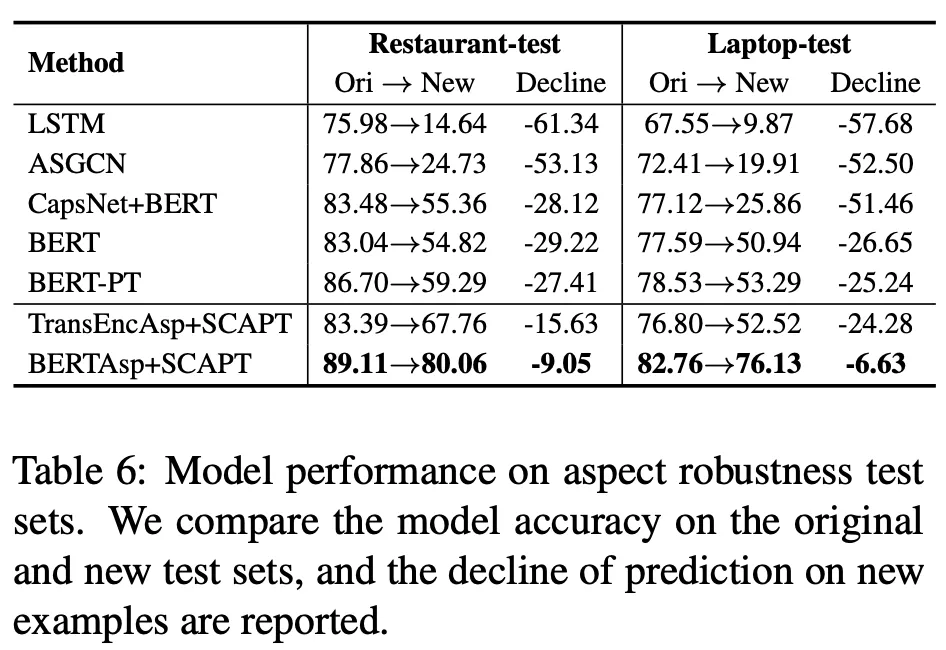 Method Restaurant-test Laptop-test
Ori → New Decline Ori → New Decline
LSTM 75.98→14.64 -61.34 67.55→9.87 -57.68
ASGCN 77.86→24.73 -53.13 72.41→19.91 -52.50
CapsNet+BERT 83.48→55.36 -28.12 77.12→25.86 -51.46
BERT 83.04→54.82 -29.22 77.59→50.94 -26.65
BERT-PT 86.70→59.29 -27.41 78.53→53.29 -25.24
TransEncAsp+SCAPT 83.39→67.76 -15.63 76.80→52.52 -24.28
BERTAsp+SCAPT 89.11→80.06 -9.05 82.76→76.13 -6.63
Table 6: Model performance on aspect robustness test
sets. We compare the model accuracy on the original
and new test sets, and the decline of prediction on new
examples are reported.